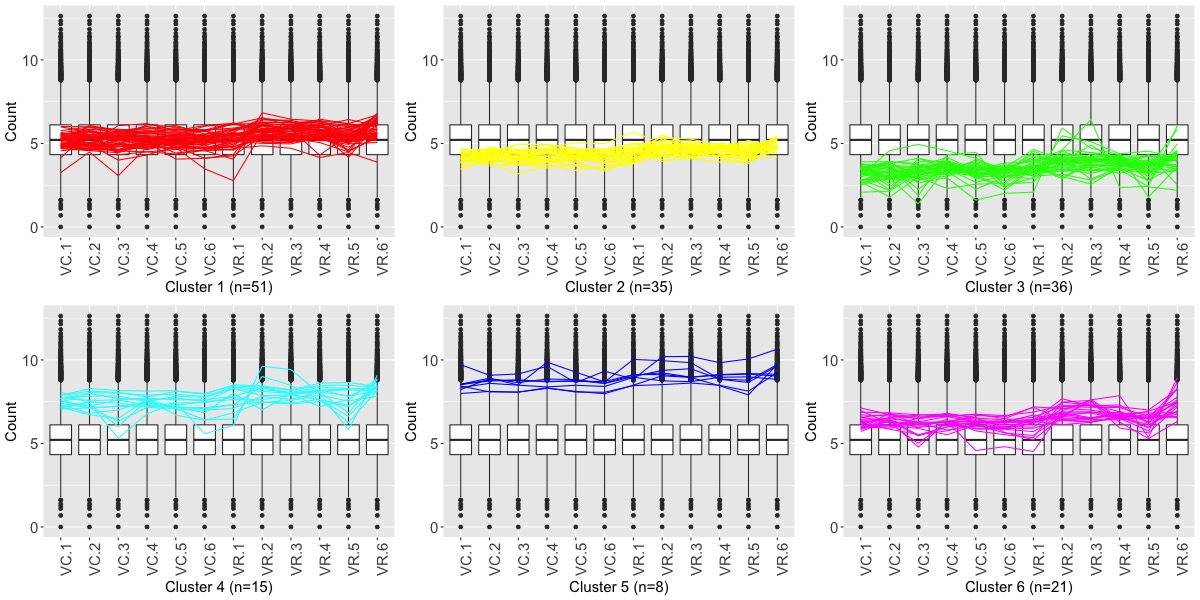 Count
10
5
0
VC.1 VC.2 VC.3 VC.4 VC.5 VC.6 VR.1 VR.2 VR.3 VR.4 VR.5 VR.6
Cluster 1 (n=51)
Count
10
5
0
VC.1 VC.2 VC.3 VC.4 VC.5 VC.6 VR.1 VR.2 VR.3 VR.4 VR.5 VR.6
Cluster 2 (n=35)
Count
10
5
0
VC.1 VC.2 VC.3 VC.4 VC.5 VC.6 VR.1 VR.2 VR.3 VR.4 VR.5 VR.6
Cluster 3 (n=36)
Count
10
5
0
VC.1 VC.2 VC.3 VC.4 VC.5 VC.6 VR.1 VR.2 VR.3 VR.4 VR.5 VR.6
Cluster 4 (n=15)
Count
10
5
0
VC.1 VC.2 VC.3 VC.4 VC.5 VC.6 VR.1 VR.2 VR.3 VR.4 VR.5 VR.6
Cluster 5 (n=8)
Count
10
5
0
VC.1 VC.2 VC.3 VC.4 VC.5 VC.6 VR.1 VR.2 VR.3 VR.4 VR.5 VR.6
Cluster 6 (n=21)